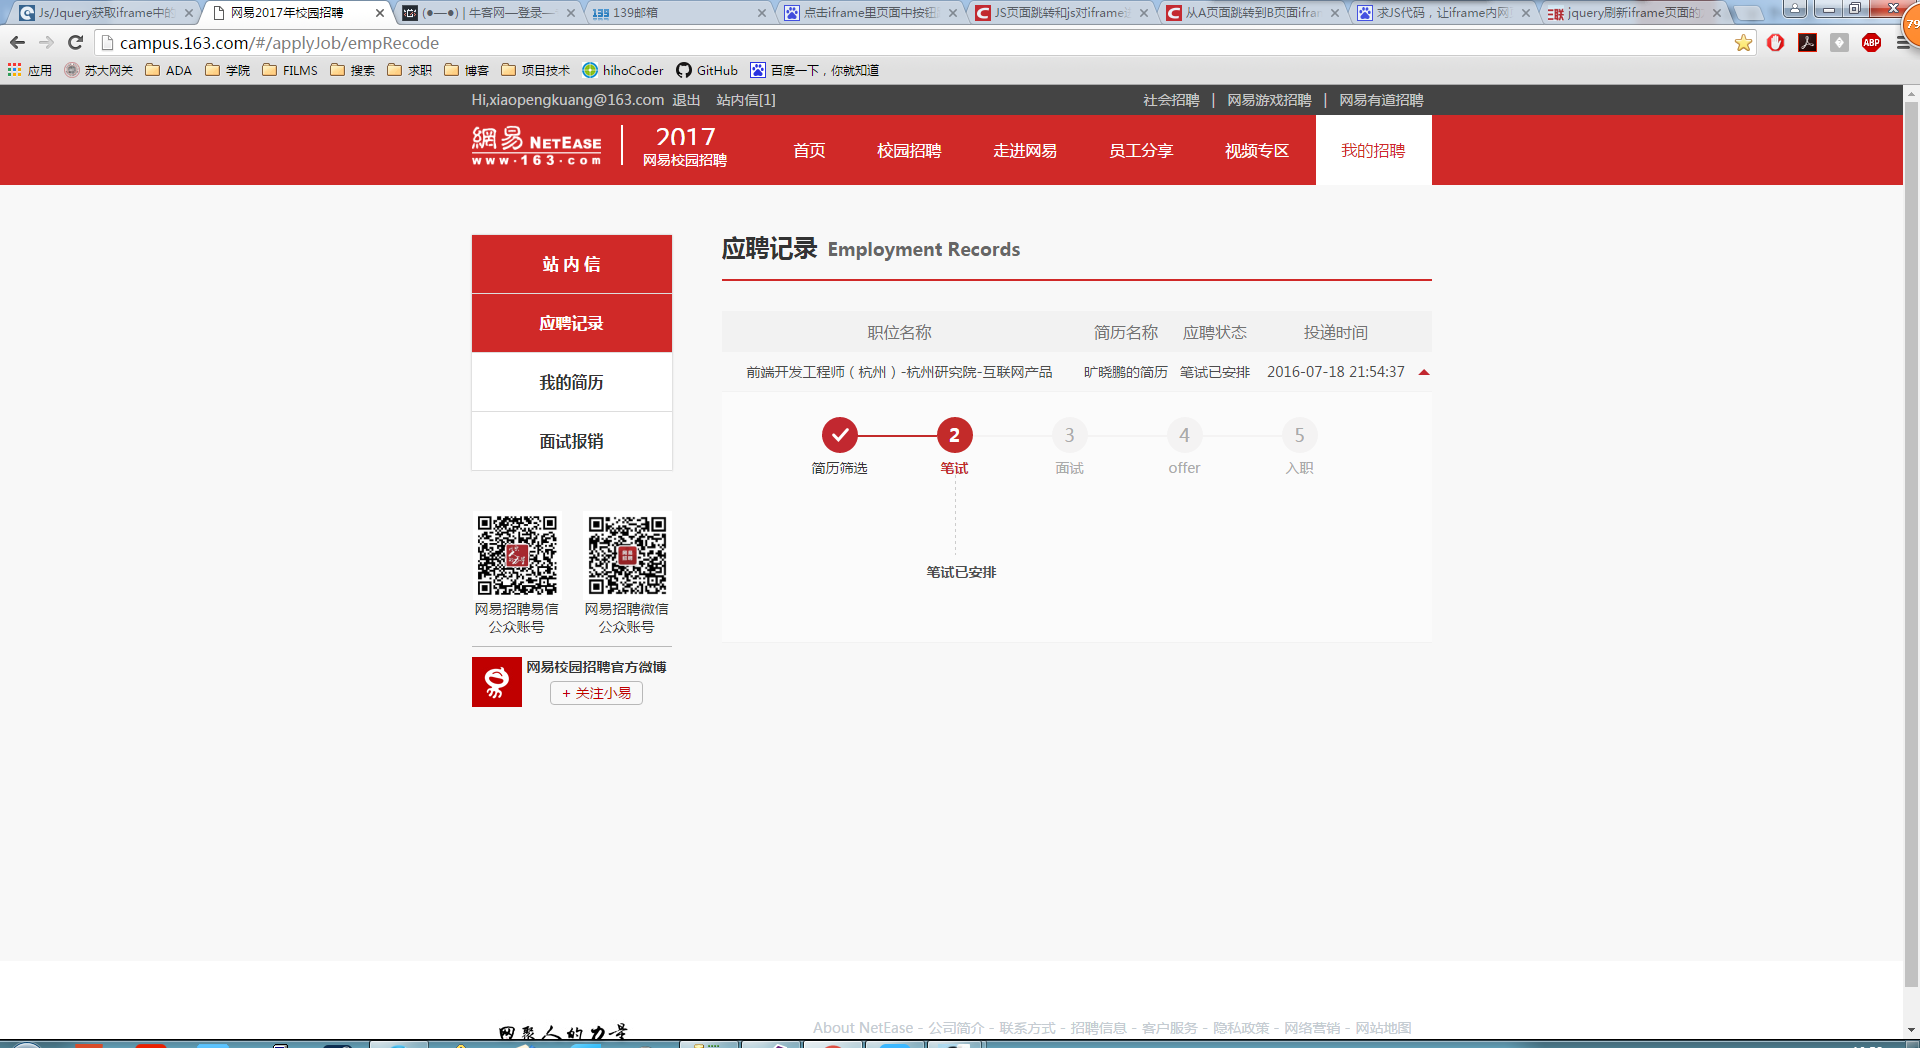 Js/Jquery获取iframe中的
网易2017年校园招聘
(●—●) | 牛客网—登录—
139邮箱
点击iframe里页面中按钮
JS页面跳转和js对iframe
从A页面跳转到B页面ifra
求JS代码，让iframe内网
jquery刷新iframe页面的
79
campus.163.com/#/applyJob/empRecode
ABP
应用 苏大网关 ADA 学院 FILMS 搜索 求职 博客 项目技术 hihoCoder GitHub 百度一下，你就知道
Hi,xiaopengkuang@163.com 退出 站内信[1]
社会招聘 | 网易游戏招聘 | 网易有道招聘
網易 NETEASE
www·163·com
2017
网易校园招聘
首页 校园招聘 走进网易 员工分享 视频专区 我的招聘
站 内 信
应聘记录
我的简历
面试报销
应聘记录 Employment Records
职位名称 简历名称 应聘状态 投递时间
前端开发工程师（杭州）-杭州研究院-互联网产品 旷晓鹏的简历 笔试已安排 2016-07-18 21:54:37
2 3 4 5
简历筛选 笔试 面试 offer 入职
笔试已安排
网易招聘易信
公众账号
网易招聘微信
公众账号
网易校园招聘官方微博
+ 关注小易
网聚人的力量
About NetEase - 公司简介 - 联系方式 - 招聘信息 - 客户服务 - 隐私政策 - 网络营销 - 网站地图